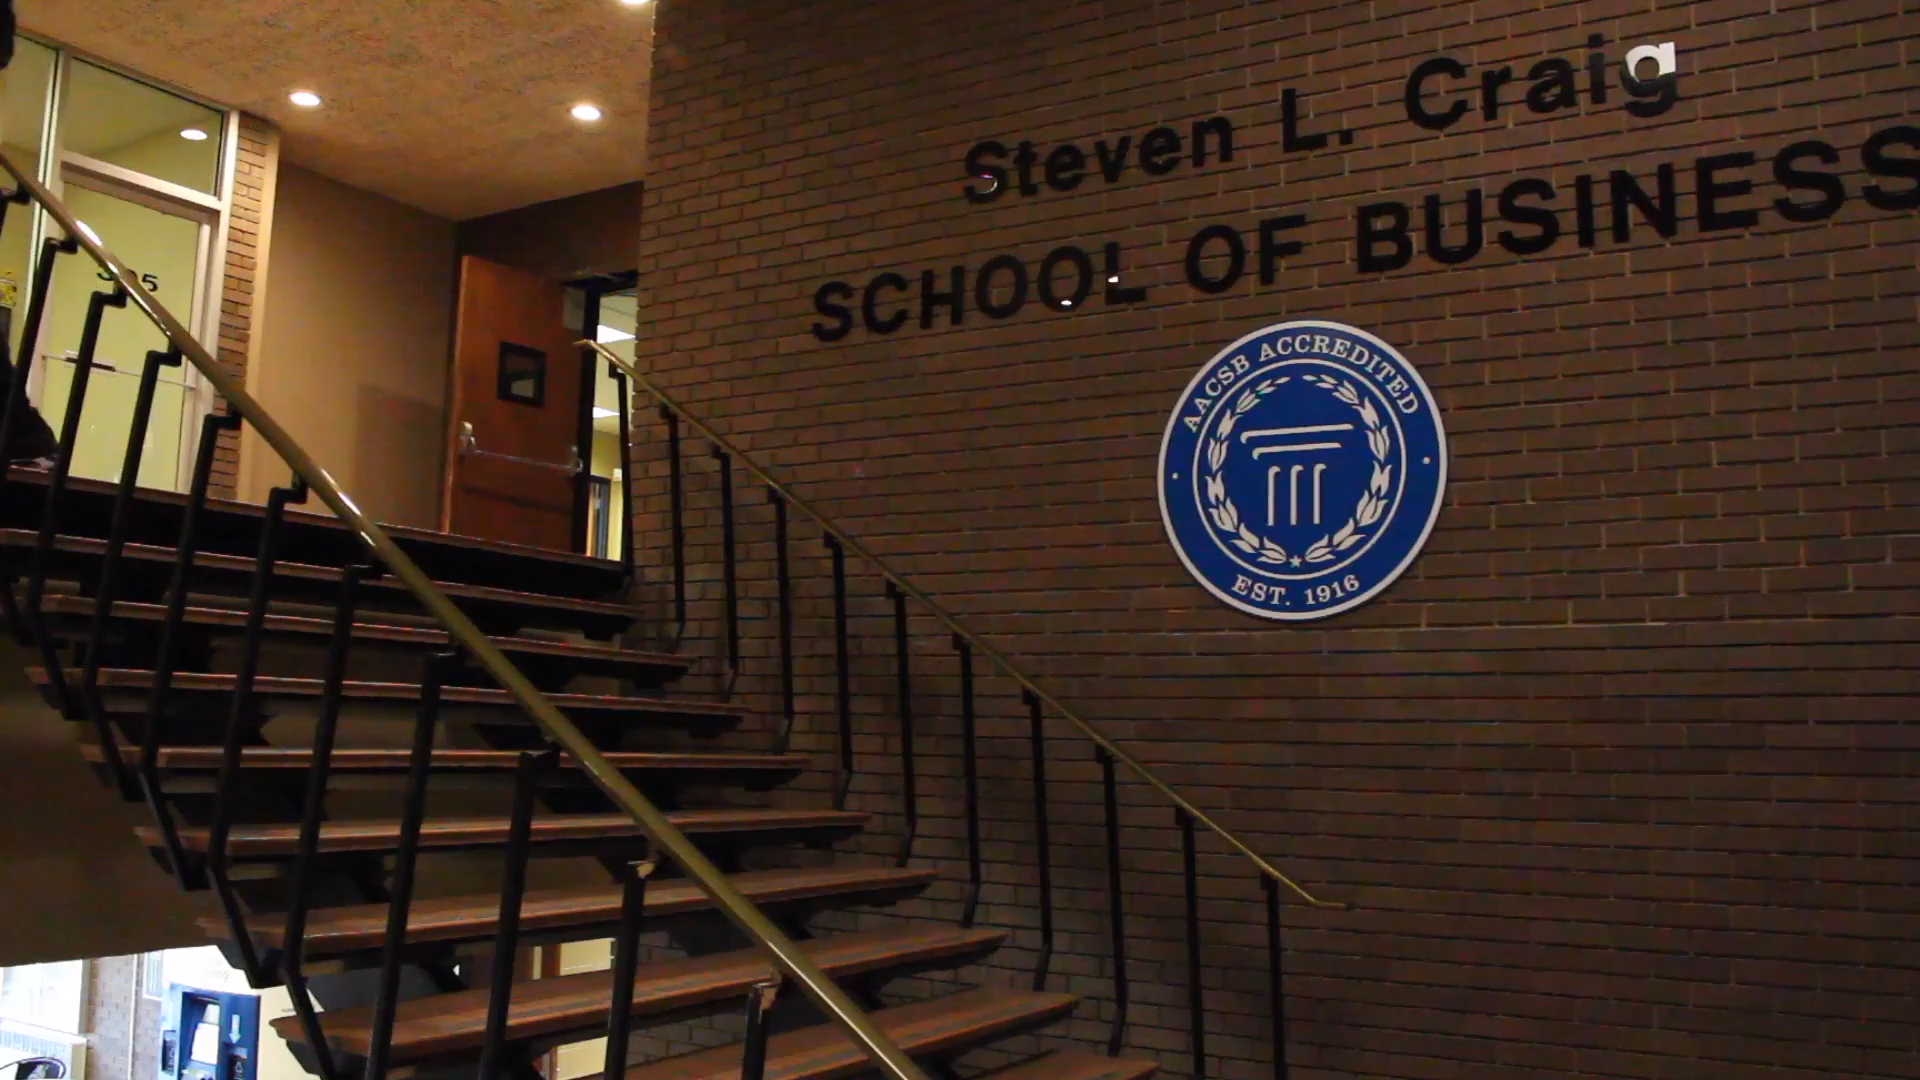 Steven L. Craig
SCHOOL OF BUSINESS
AACSB ACCREDITED
EST. 1916